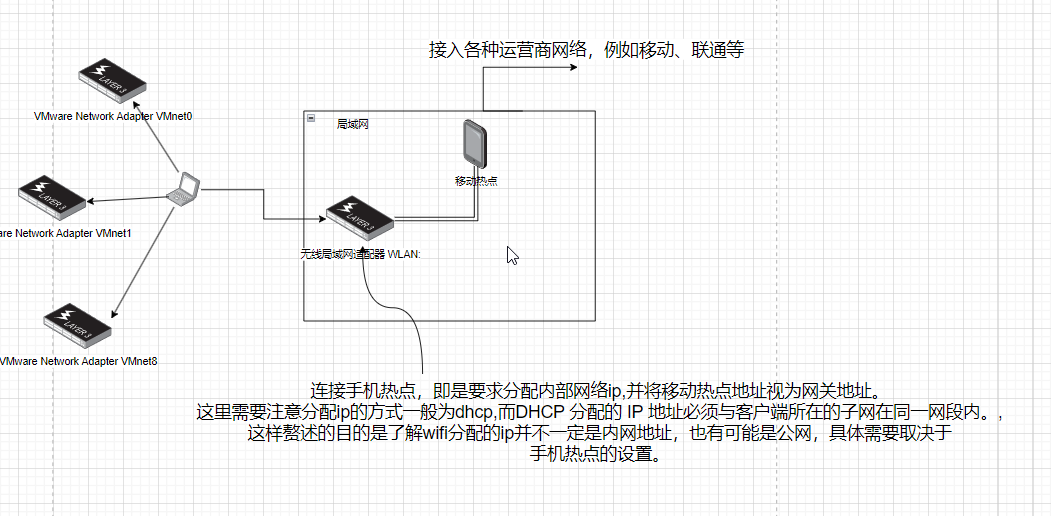 接入各种运营商网络，例如移动、联通等
LAYER 3
VMware Network Adapter VMnet0
局域网
移动热点
LAYER 3
are Network Adapter VMnet1
LAYER 3
无线局域网适配器 WLAN:
LAYER 3
VMware Network Adapter VMnet8
连接手机热点，即是要求分配内部网络ip,并将移动热点地址视为网关地址。
这里需要注意分配ip的方式一般为dhcp,而DHCP 分配的 IP 地址必须与客户端所在的子网在同一网段内。,
这样赘述的目的是了解wifi分配的ip并不一定是内网地址，也有可能是公网，具体需要取决于
手机热点的设置。